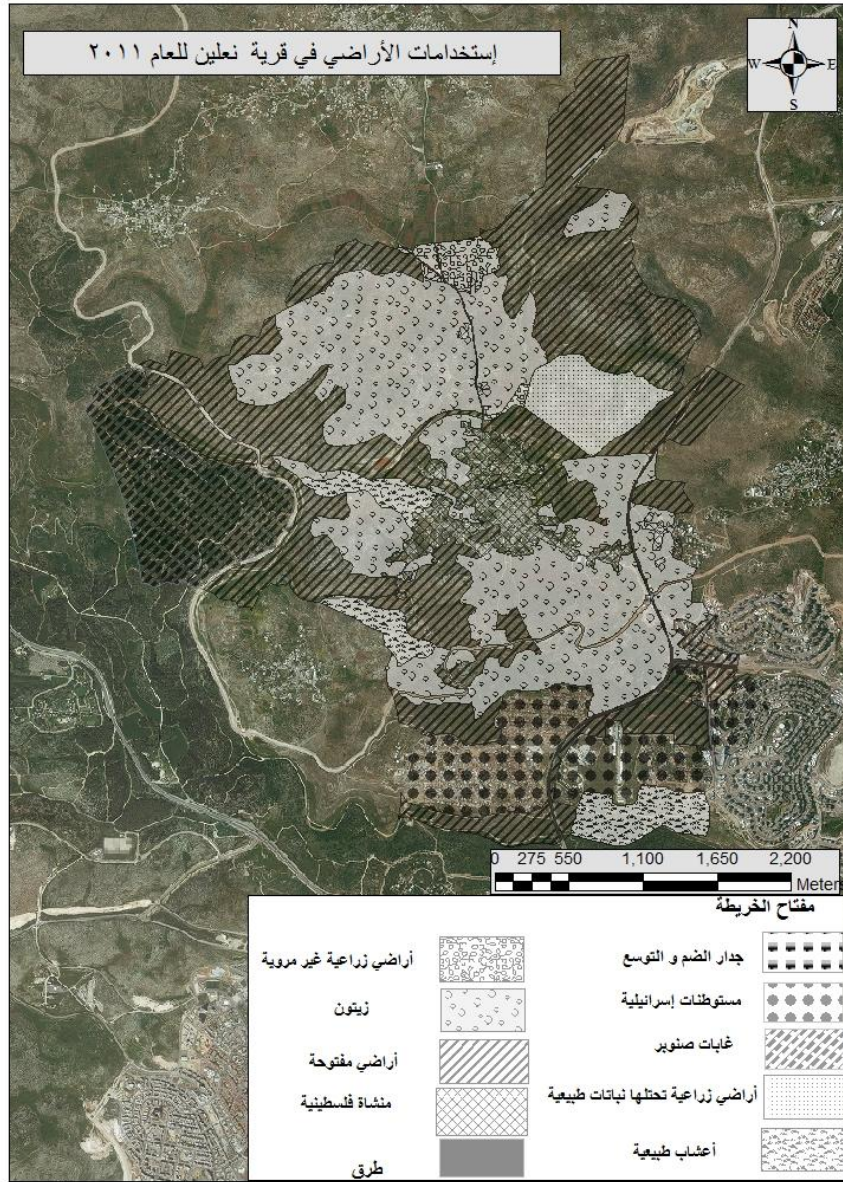 إستخدامات الأراضي في قرية نعلين للعام ٢٠١١
N
W E
S
0 275 550 1,100 1,650 2,200
Meters
مفتاح الخريطة
جدار الضم و التوسع
مستوطنات إسرائيلية
غابات صنوبر
أراضي زراعية تحتلها نباتات طبيعية
أعشاب طبيعية
أراضي زراعية غير مروية
زيتون
أراضي مفتوحة
منشاة فلسطينية
طرق